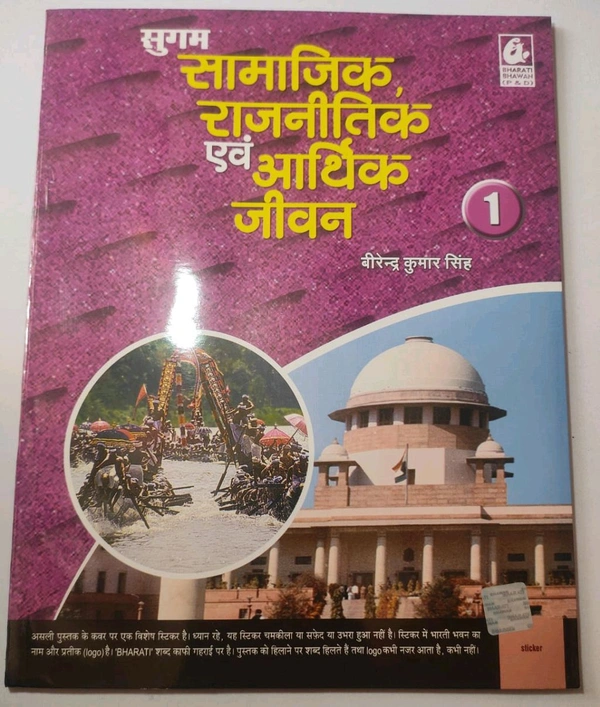 सुगम
सामाजिक,
राजनीतिक
एवं आर्थिक
जीवन
BHARATI
BHAWAN
(P & D)
1
बीरेन्द्र कुमार सिंह
असली पुस्तक के कवर पर एक विशेष स्टिकर है। ध्यान रहे, यह स्टिकर चमकीला या सफ़ेद या उभरा हुआ नहीं है। स्टिकर में भारती भवन का
नाम और प्रतीक (logo) है। 'BHARATI' शब्द काफी गहराई पर है। पुस्तक को हिलाने पर शब्द हिलते हैं तथा logo कभी नजर आता है, कभी नहीं।
sticker